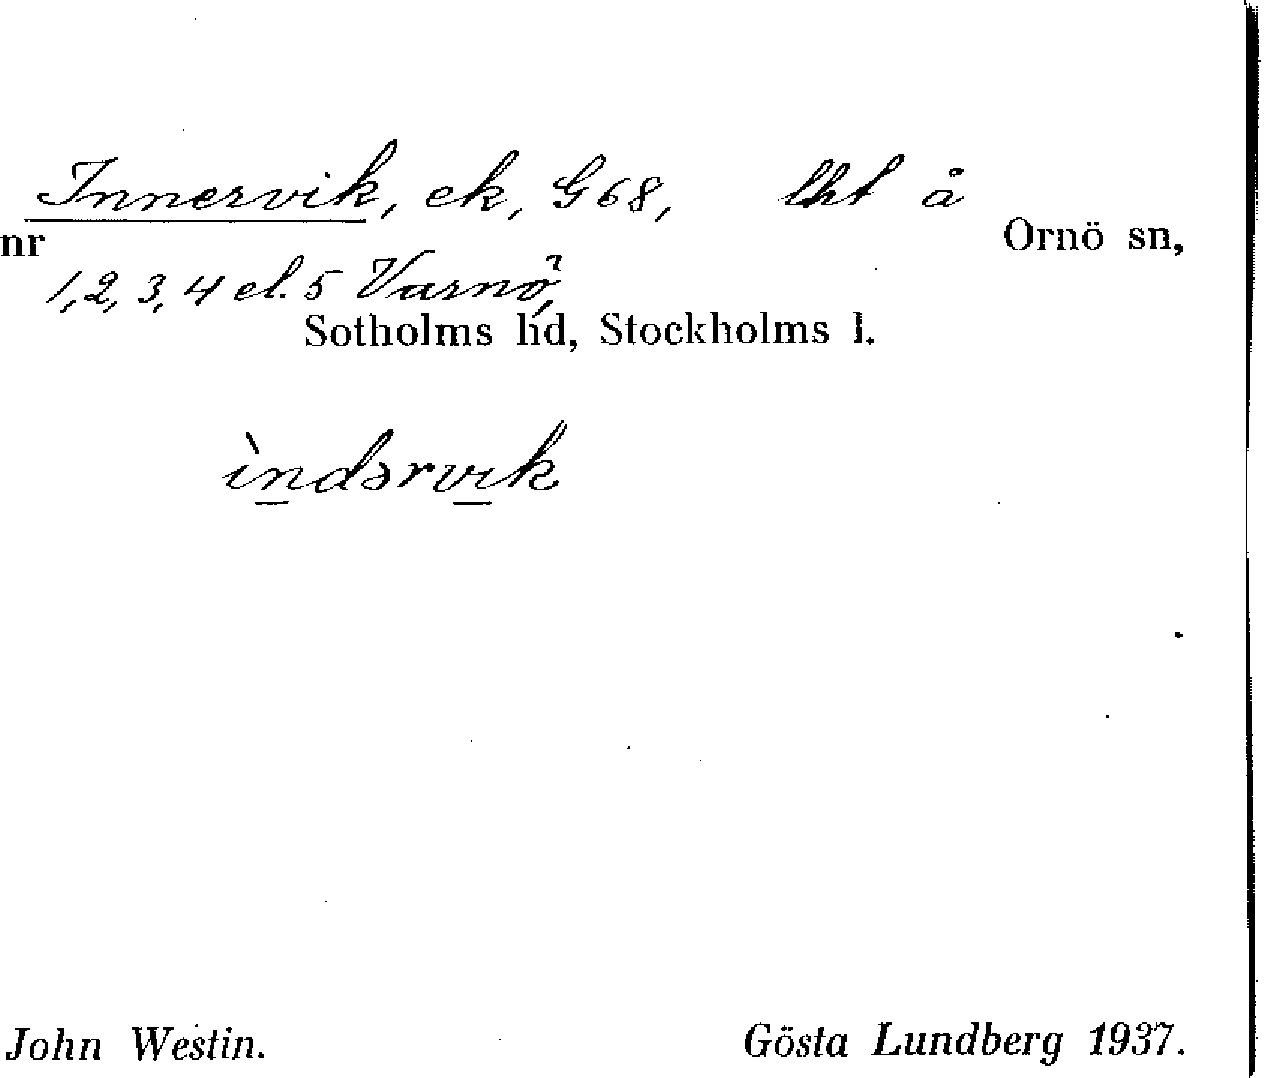 Innervik, ek, G68, lht å Ornö sn,
nr 1, 2, 3, 4 el. 5 Varnö,
Sotholms hd, Stockholms l.
ìndərvik
John Westin. Gösta Lundberg 1937.